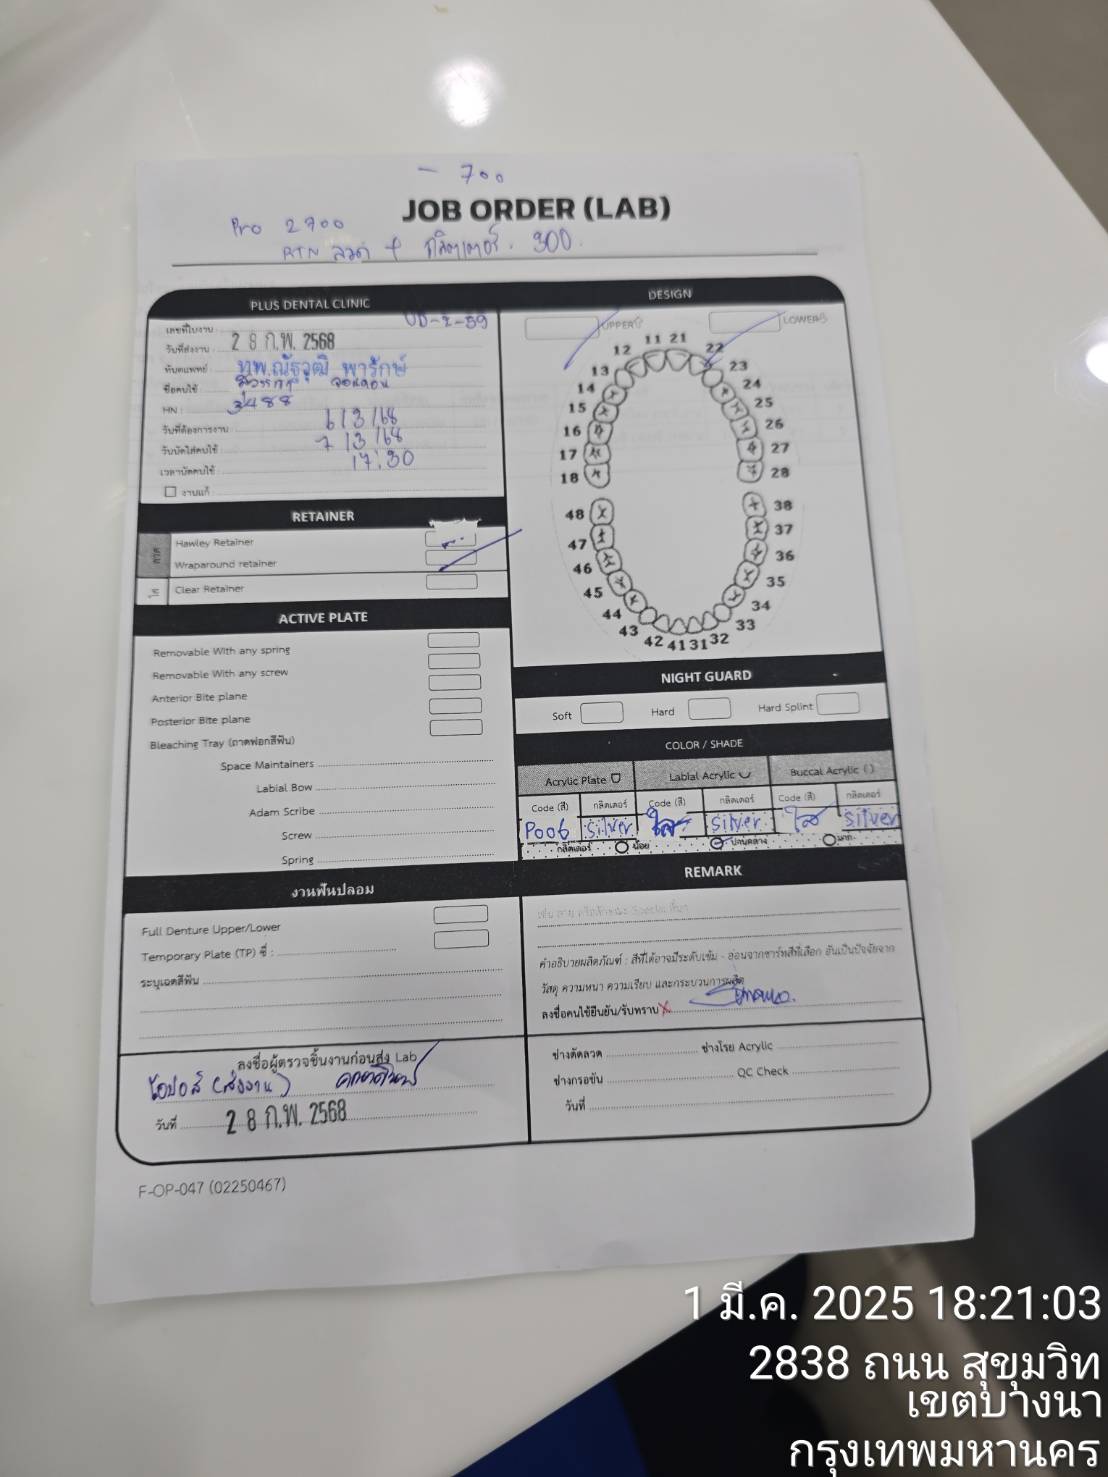 - 700
JOB ORDER (LAB)
Pro 2700
RTN ลวด + กลิตเตอร์ . 300.
PLUS DENTAL CLINIC
เลขที่ใบงาน
วันที่ส่งงาน 28 ก.พ. 2568
ทันตแพทย์ ทพ.ณัฐวุฒิ พารักษ์
ชื่อคนไข้
HN : 3488
วันที่ต้องการงาน 6/3/68
วันนัดใส่คนไข้ 7/3/68
เวลานัดคนไข้ 17.30
งานแก้
RETAINER
ลวด
Hawley Retainer
Wraparound retainer
ใส
Clear Retainer
ACTIVE PLATE
Removable With any spring
Removable With any screw
Anterior Bite plane
Posterior Bite plane
Bleaching Tray (ถาดฟอกสีฟัน)
Space Maintainers
Labial Bow
Adam Scribe
Screw
Spring
งานฟันปลอม
Full Denture Upper/Lower
Temporary Plate (TP) ซี่ :
ระบุเฉดสีฟัน
ลงชื่อผู้ตรวจชิ้นงานก่อนส่ง Lab
วันที่ 28 ก.พ. 2568
DESIGN
UPPER LOWER
11 21
12 22
13 23
14 24
15 25
16 26
17 27
18 28
48 38
47 37
46 36
45 35
44 34
43 33
42 41 31 32
NIGHT GUARD
Soft Hard Hard Splint
COLOR / SHADE
Acrylic Plate Labial Acrylic Buccal Acrylic ( )
Code (สี) กลิตเตอร์ Code (สี) กลิตเตอร์ Code (สี) กลิตเตอร์
P006 silver ใส silver ใส silver
กลิตเตอร์ น้อย ปานกลาง มาก
REMARK
คำอธิบายผลิตภัณฑ์ : สีที่ได้อาจมีระดับเข้ม - อ่อนจากชาร์ทสีที่เลือก อันเป็นปัจจัยจาก
วัสดุ ความหนา ความเรียบ และกระบวนการผลิต
ลงชื่อคนไข้ยืนยัน/รับทราบ X
ช่างดัดลวด ช่างโรย Acrylic
ช่างกรอขัน QC Check
วันที่
F-OP-047 (02250467)
1 มี.ค. 2025 18:21:03
2838 ถนน สุขุมวิท
เขตบางนา
กรุงเทพมหานคร